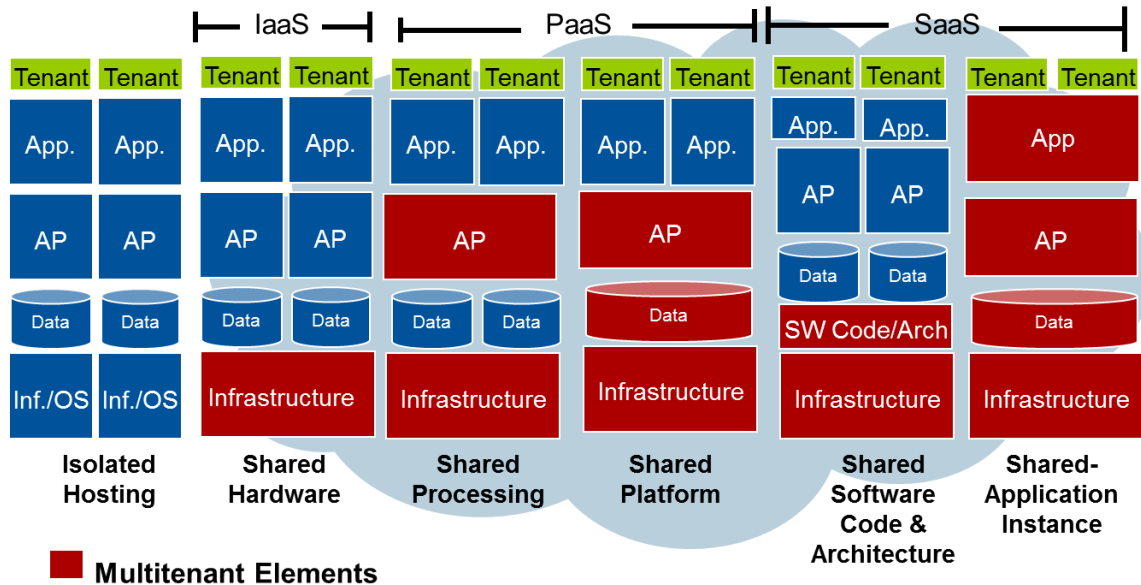 IaaS PaaS SaaS
Tenant Tenant Tenant Tenant Tenant Tenant Tenant Tenant Tenant Tenant Tenant Tenant
App. App. App. App. App. App. App. App. App. App. App
AP AP AP AP AP AP AP AP AP
Data Data Data Data Data Data Data Data Data Data
SW Code/Arch
Inf./OS Inf./OS Infrastructure Infrastructure Infrastructure Infrastructure Infrastructure
Isolated Hosting
Shared Hardware
Shared Processing
Shared Platform
Shared Software Code & Architecture
Shared-Application Instance
Multitenant Elements